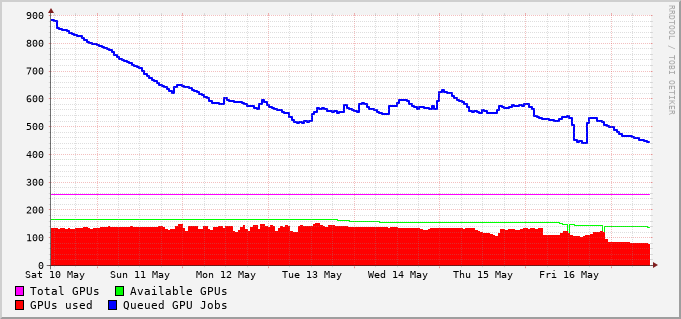 900
800
700
600
500
400
300
200
100
0
Sat 10 May Sun 11 May Mon 12 May Tue 13 May Wed 14 May Thu 15 May Fri 16 May
Total GPUs Available GPUs
GPUs used Queued GPU Jobs
RRDTOOL / TOBI OETIKER